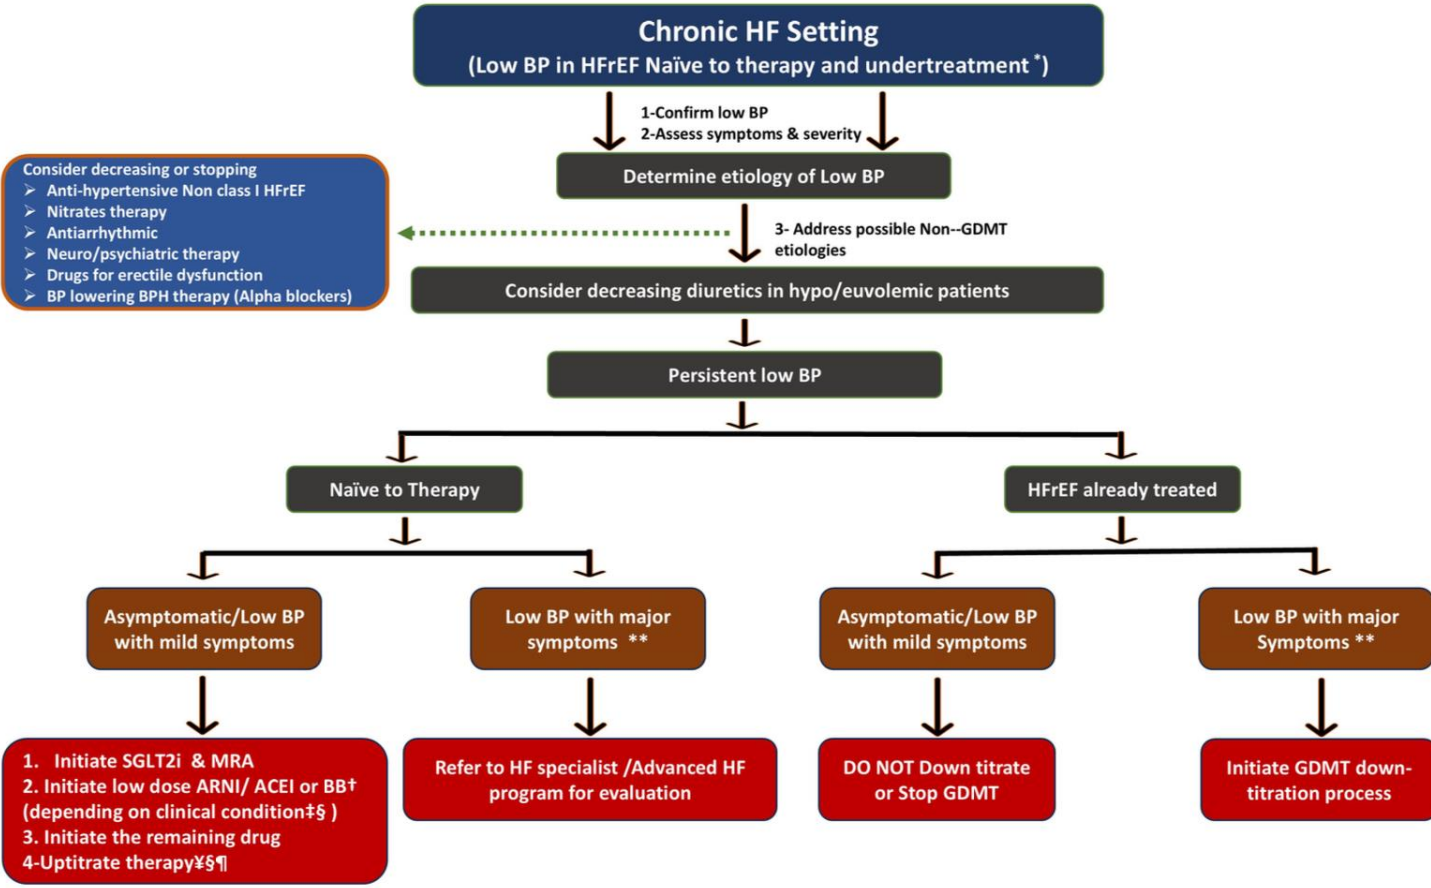 Chronic HF Setting
(Low BP in HFrEF Naïve to therapy and undertreatment *)
1-Confirm low BP
2-Assess symptoms & severity
Determine etiology of Low BP
Consider decreasing or stopping
➢ Anti-hypertensive Non class I HFrEF
➢ Nitrates therapy
➢ Antiarrhythmic
➢ Neuro/psychiatric therapy
➢ Drugs for erectile dysfunction
➢ BP lowering BPH therapy (Alpha blockers)
3- Address possible Non--GDMT
etiologies
Consider decreasing diuretics in hypo/euvolemic patients
Persistent low BP
Naïve to Therapy
HFrEF already treated
Asymptomatic/Low BP
with mild symptoms
Low BP with major
symptoms **
Asymptomatic/Low BP
with mild symptoms
Low BP with major
Symptoms **
1. Initiate SGLT2i & MRA
2. Initiate low dose ARNI/ ACEI or BB†
(depending on clinical condition‡§ )
3. Initiate the remaining drug
4-Uptitrate therapy¥§¶
Refer to HF specialist /Advanced HF
program for evaluation
DO NOT Down titrate
or Stop GDMT
Initiate GDMT down-
titration process